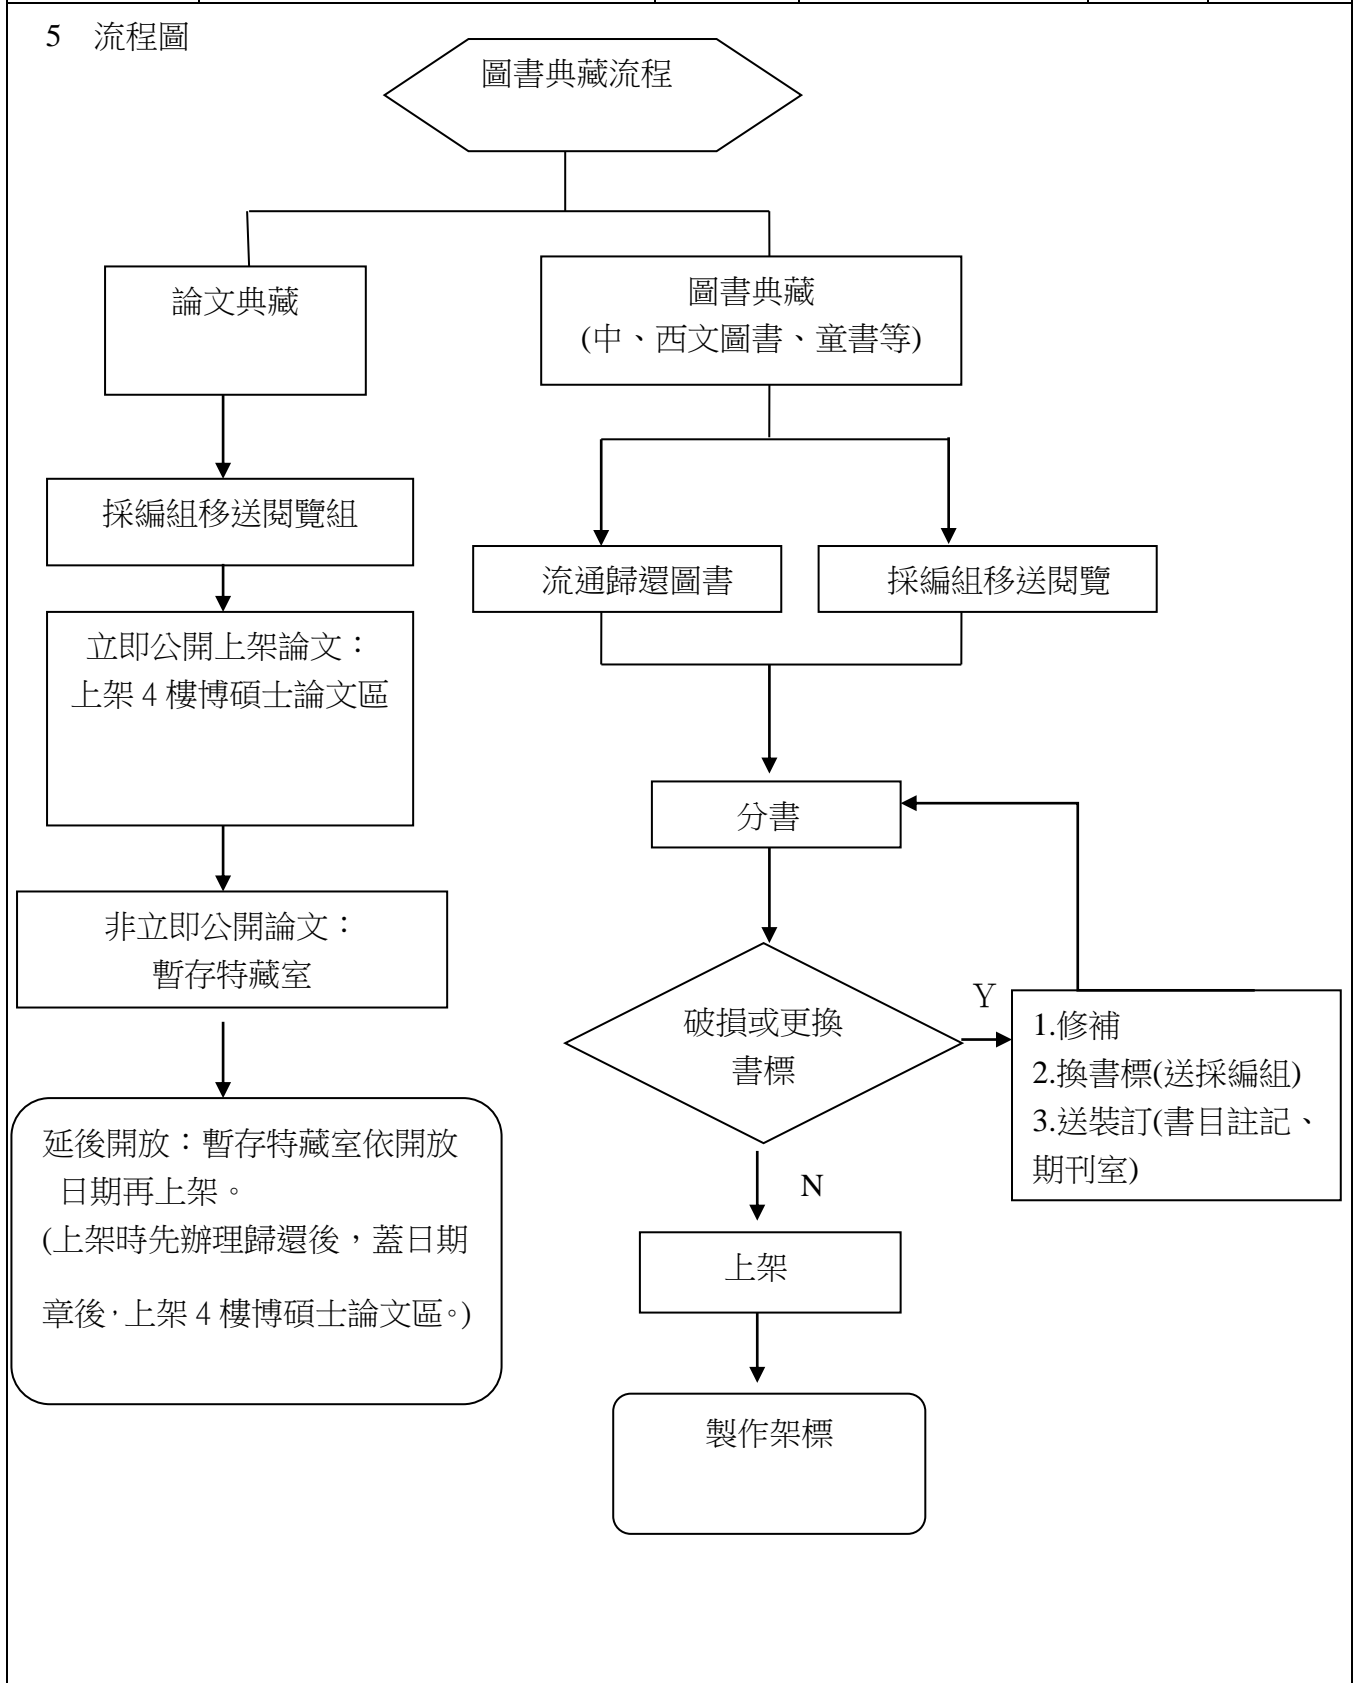 5 流程圖
圖書典藏流程
論文典藏
圖書典藏
(中、西文圖書、童書等)
採編組移送閱覽組
流通歸還圖書
採編組移送閱覽
立即公開上架論文：
上架 4 樓博碩士論文區
分書
非立即公開論文：
暫存特藏室
破損或更換
書標
Y
1.修補
2.換書標(送採編組)
3.送裝訂(書目註記、
期刊室)
延後開放：暫存特藏室依開放
日期再上架。
(上架時先辦理歸還後，蓋日期
章後，上架 4 樓博碩士論文區。)
N
上架
製作架標